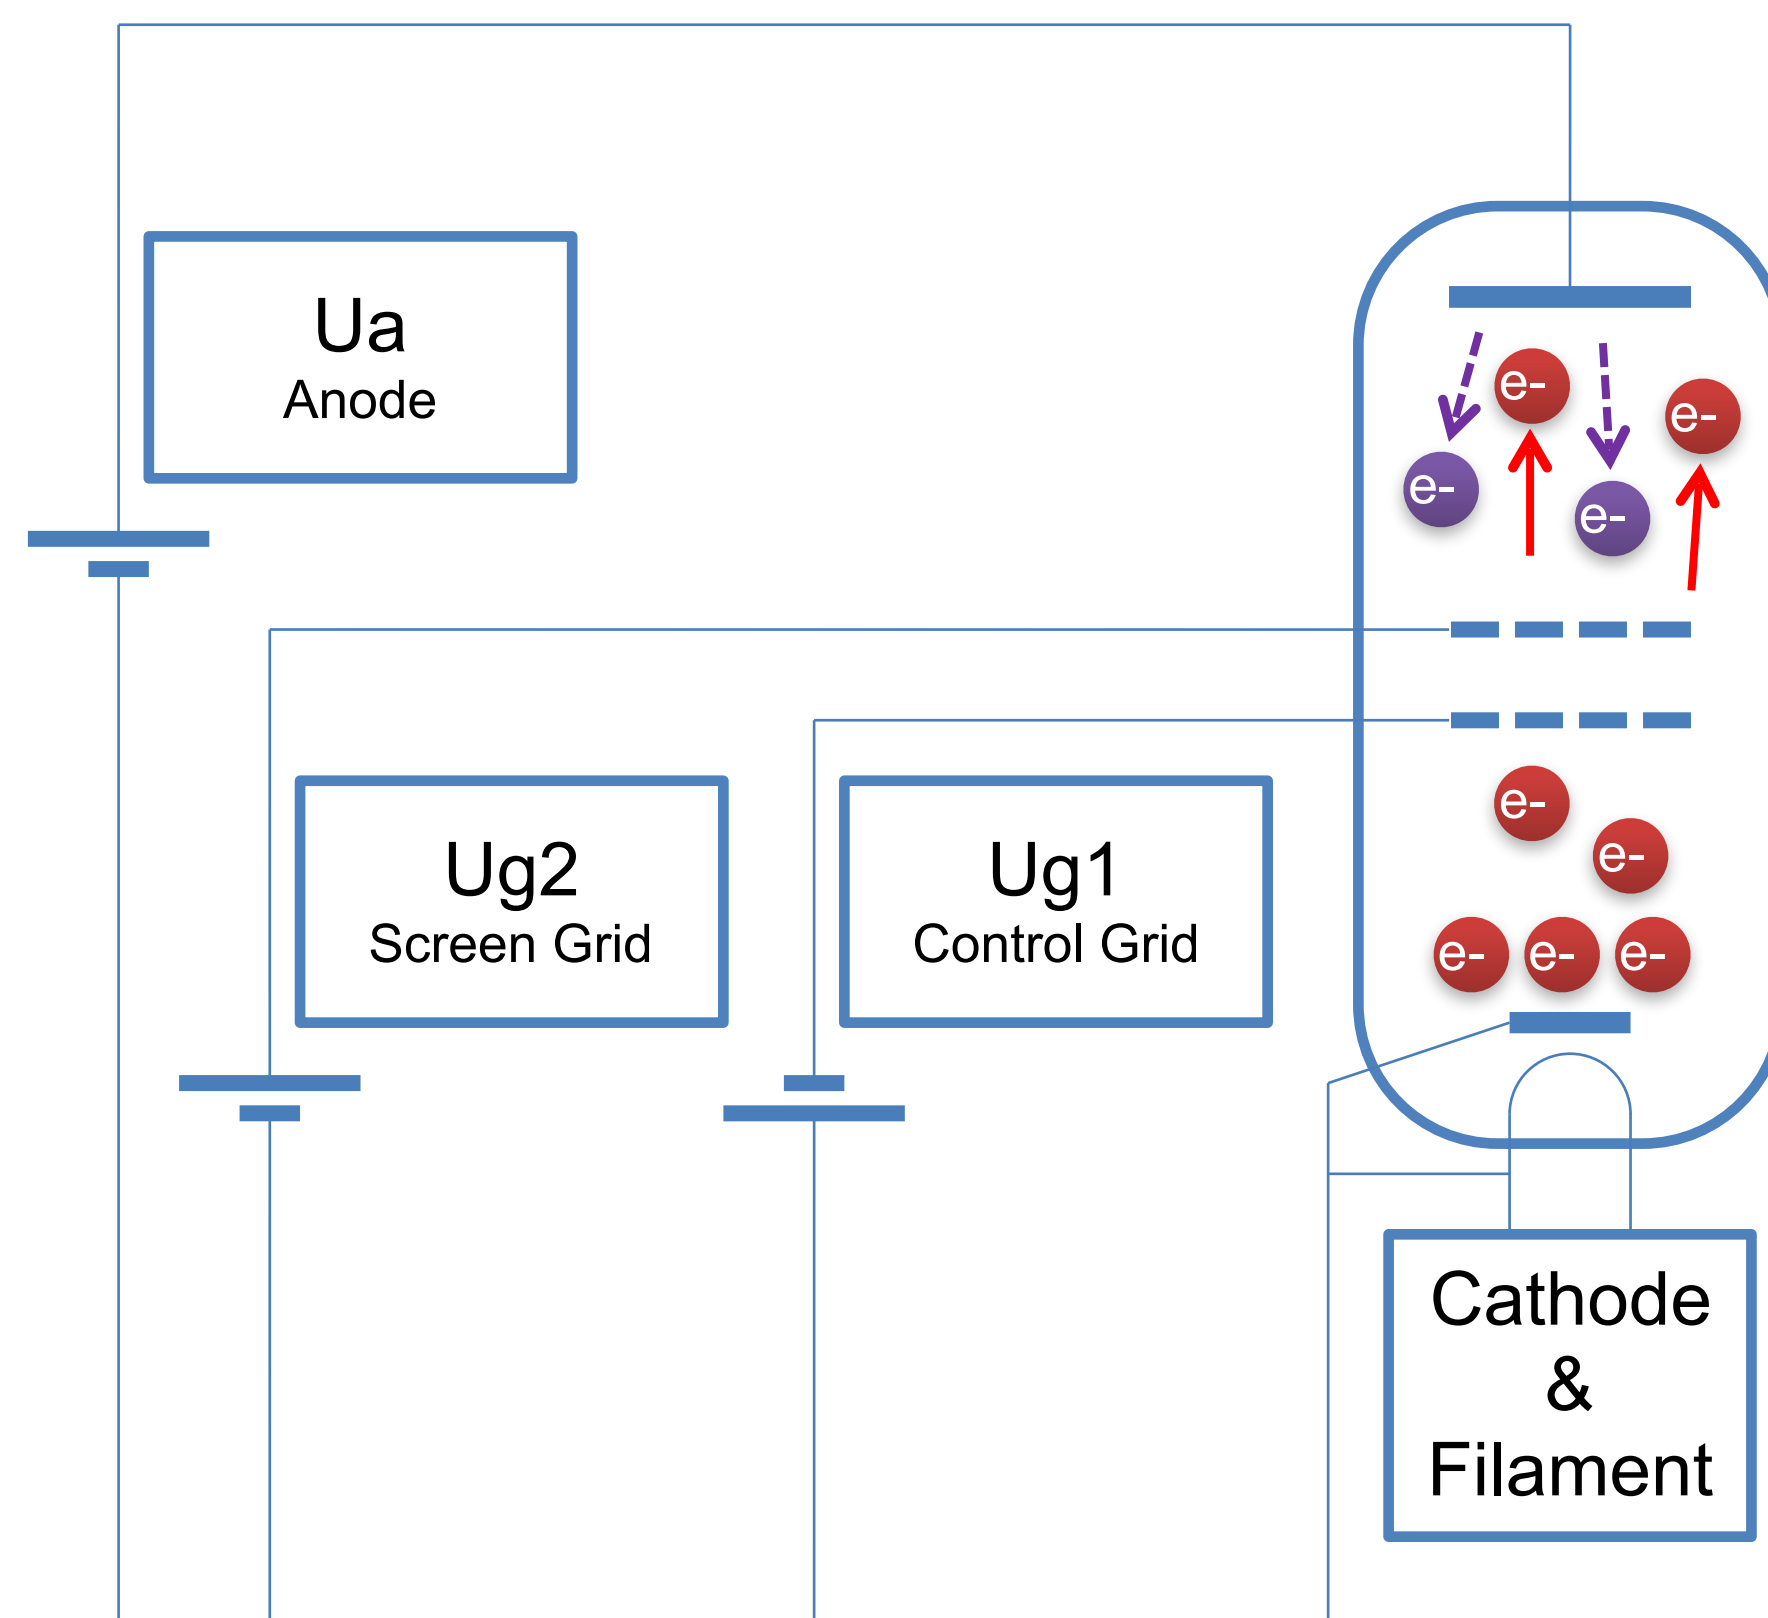 Ua
Anode
e-
e-
e-
e-
Ug2
Screen Grid
Ug1
Control Grid
e-
e-
e-
e-
e-
Cathode
&
Filament